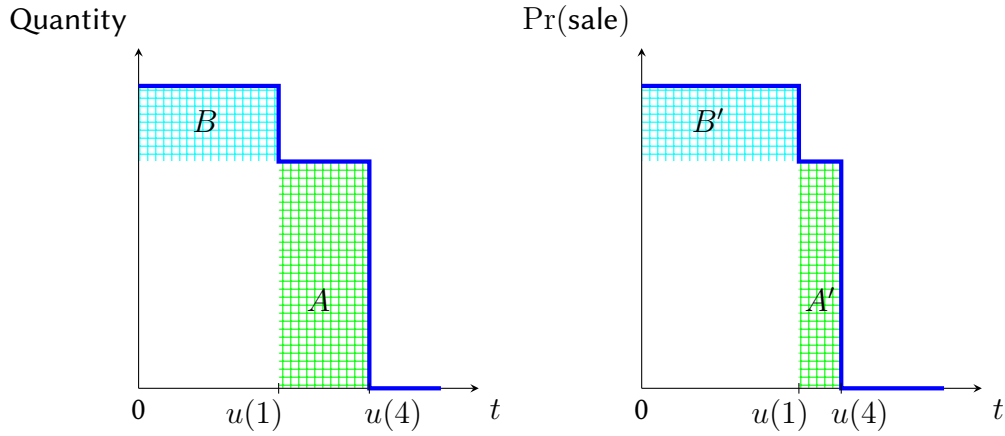 Quantity
B
A
0
u(1)
u(4)
t
Pr(sale)
B′
A′
0
u(1)
u(4)
t